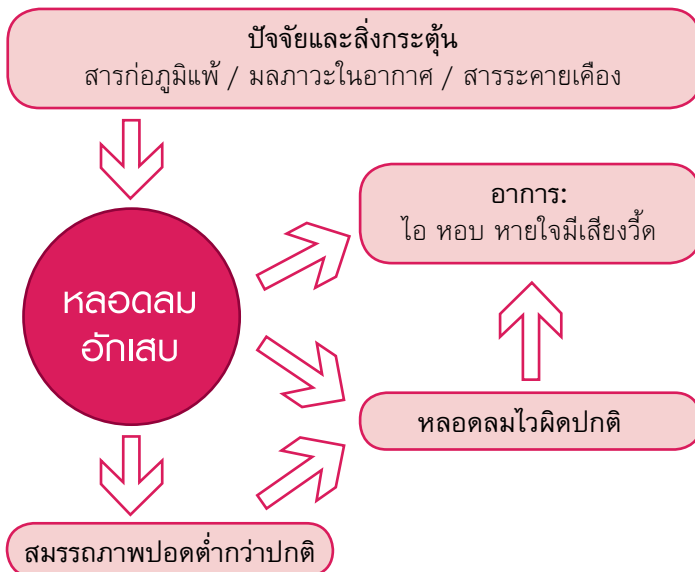 ปัจจัยและสิ่งกระตุ้น
สารก่อภูมิแพ้ / มลภาวะในอากาศ / สารระคายเคือง
อาการ:
ไอ หอบ หายใจมีเสียงวี้ด
หลอดลม
อักเสบ
หลอดลมไวผิดปกติ
สมรรถภาพปอดต่ำกว่าปกติ